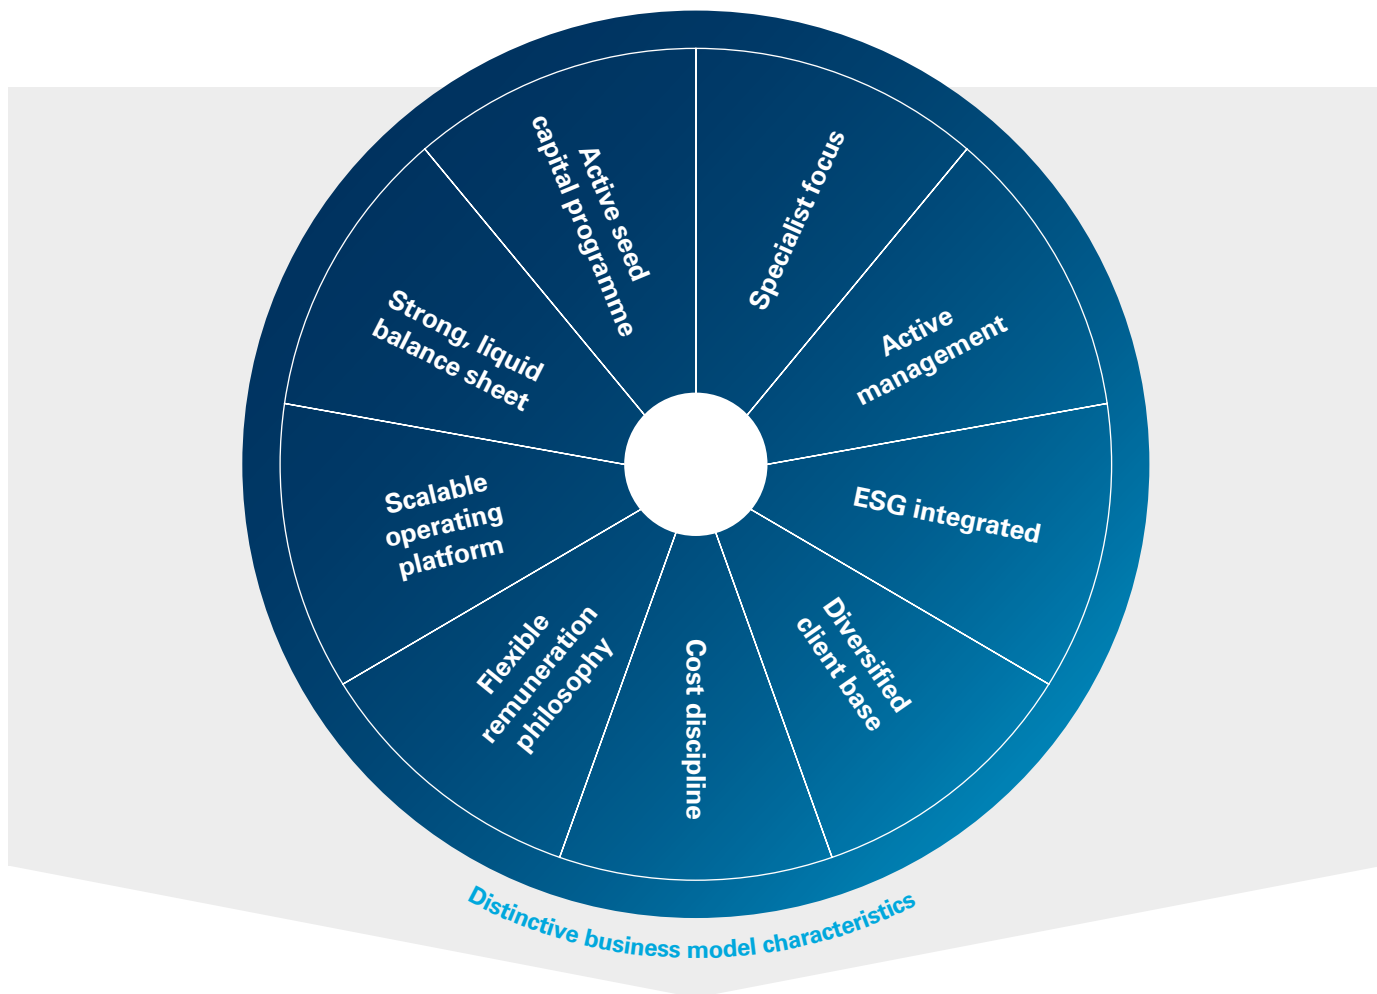 Specialist focus
Active
management
ESG integrated
Diversified
client base
Cost discipline
Flexible
remuneration
philosophy
Scalable
operating
platform
Strong, liquid
balance sheet
Active seed
capital programme
Distinctive business model characteristics